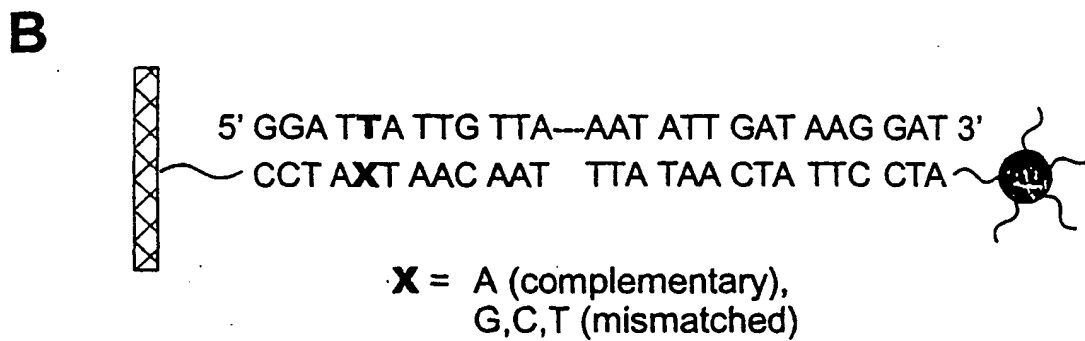 B
5' GGA TTA TTG TTA---AAT ATT GAT AAG GAT 3'
CCT AXT AAC AAT TTA TAA CTA TTC CTA
X = A (complementary),
G,C,T (mismatched)